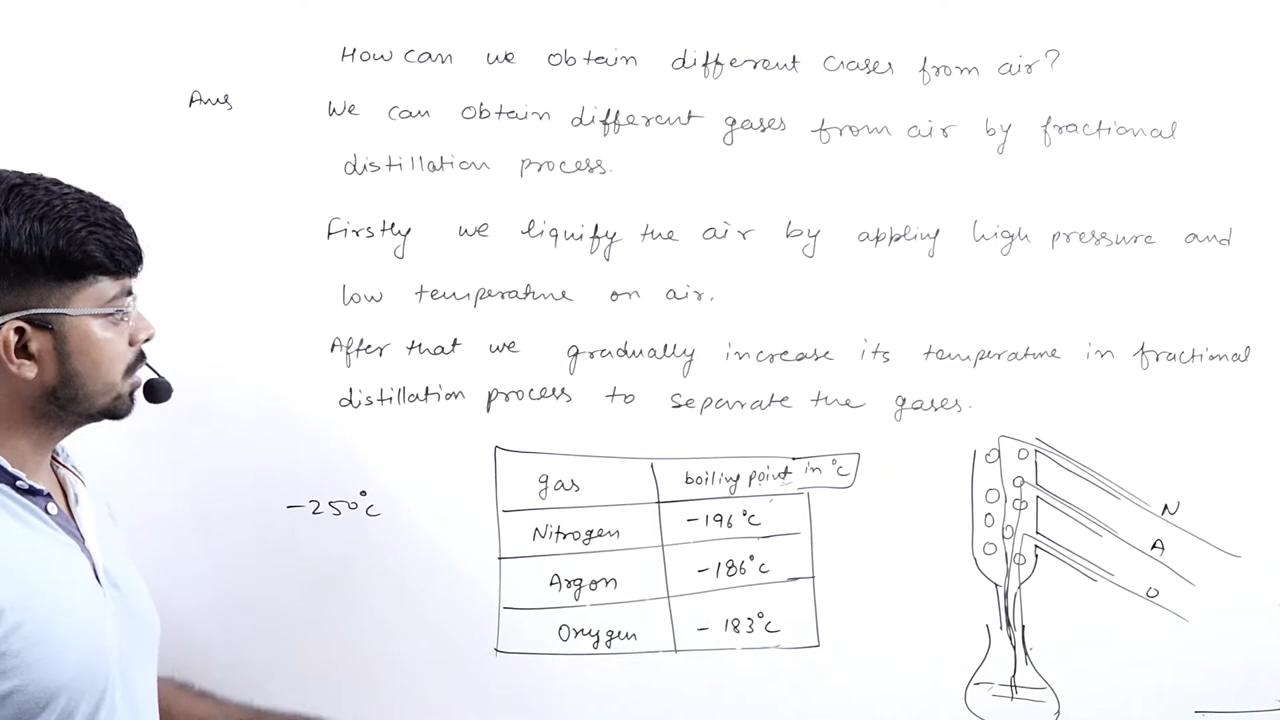 How can we obtain different Gases from air?
Ans
We can obtain different gases from air by fractional
distillation process.
Firstly we liquify the air by appling high pressure and
low temperature on air.
After that we gradually increase its temperature in fractional
distillation process to separate the gases.
gas boiling point in °C
-250°C
Nitrogen -196°C
Argon -186°C
Oxygen -183°C
N
A
O